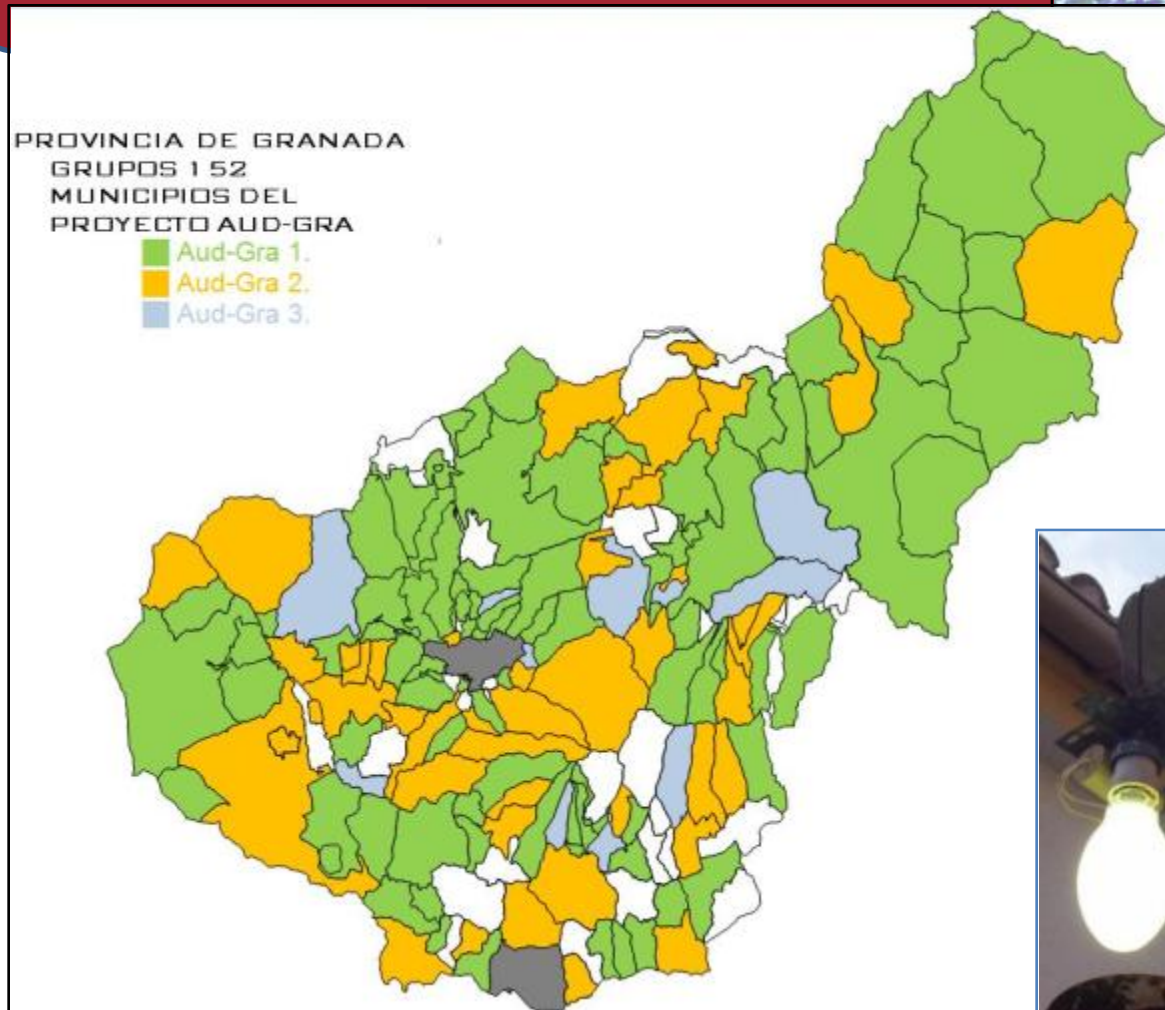 PROVINCIA DE GRANADA
GRUPOS 1 52
MUNICIPIOS DEL
PROYECTO AUD-GRA
Aud-Gra 1.
Aud-Gra 2.
Aud-Gra 3.